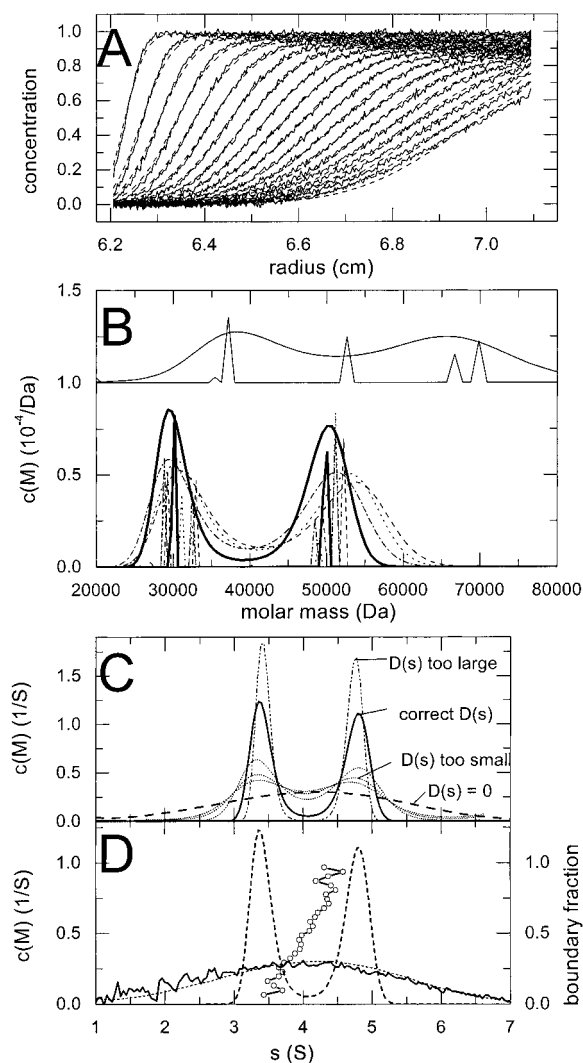 A
concentration
1.0
0.8
0.6
0.4
0.2
0.0
6.2 6.4 6.6 6.8 7.0
radius (cm)
B
c(M) (10⁻⁴/Da)
1.5
1.0
0.5
0.0
20000 30000 40000 50000 60000 70000 80000
molar mass (Da)
C
c(M) (1/S)
1.5
1.0
0.5
0.0
D(s) too large
correct D(s)
D(s) too small
D(s) = 0
D
c(M) (1/S)
1.0
0.5
0.0
1.0
0.5
0.0
boundary fraction
1 2 3 4 5 6 7
s (S)